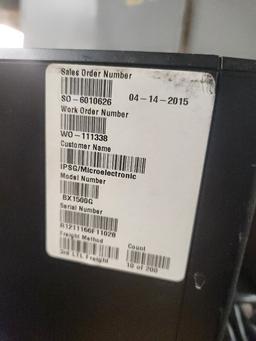 Sales Order Number
SO-6010626 04-14-2015
Work Order Number
WO-111338
Customer Name
IPSG/Microelectronic
Model Number
BX1500G
Serial Number
A1211166F1102B
Freight Method Count
3rd LTL Freight 10 of 200